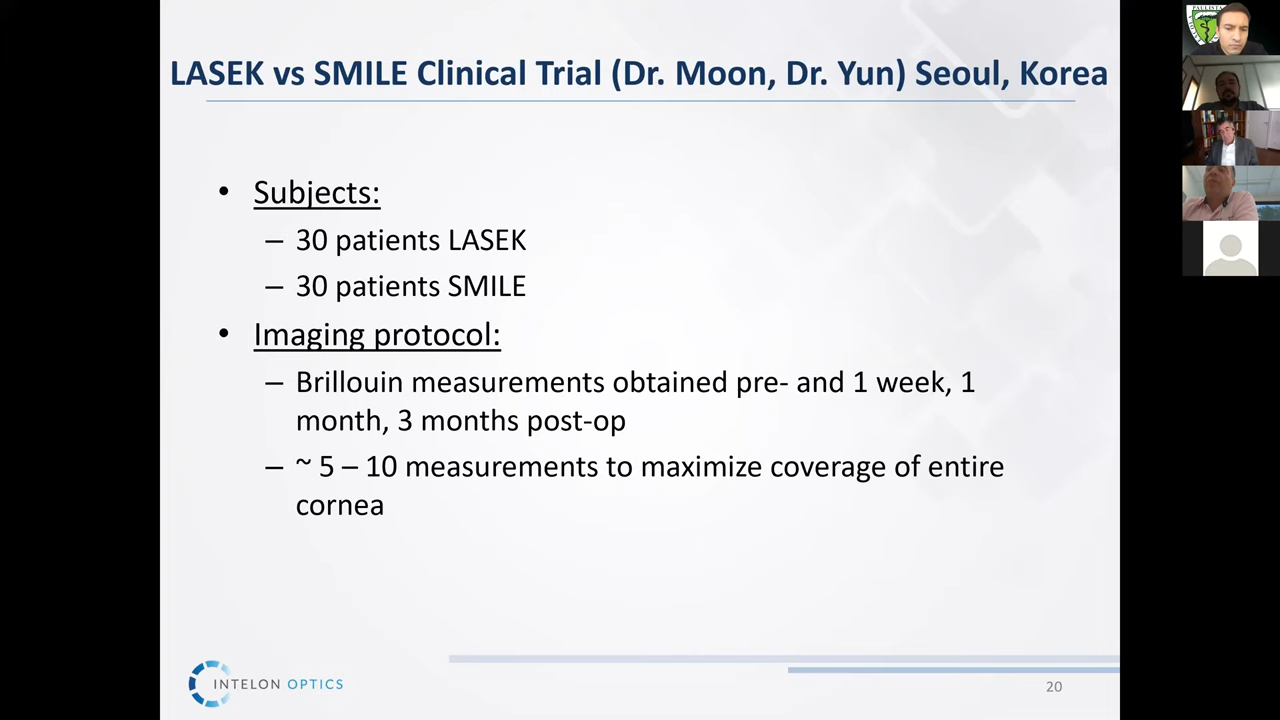 LASEK vs SMILE Clinical Trial (Dr. Moon, Dr. Yun) Seoul, Korea
• Subjects:
– 30 patients LASEK
– 30 patients SMILE
• Imaging protocol:
– Brillouin measurements obtained pre- and 1 week, 1
month, 3 months post-op
– ~ 5 – 10 measurements to maximize coverage of entire
cornea
INTELON OPTICS
20
PAULISTA